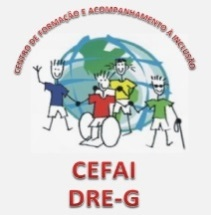 CENTRO DE FORMAÇÃO E ACOMPANHAMENTO À INCLUSÃO
CEFAI
DRE-G